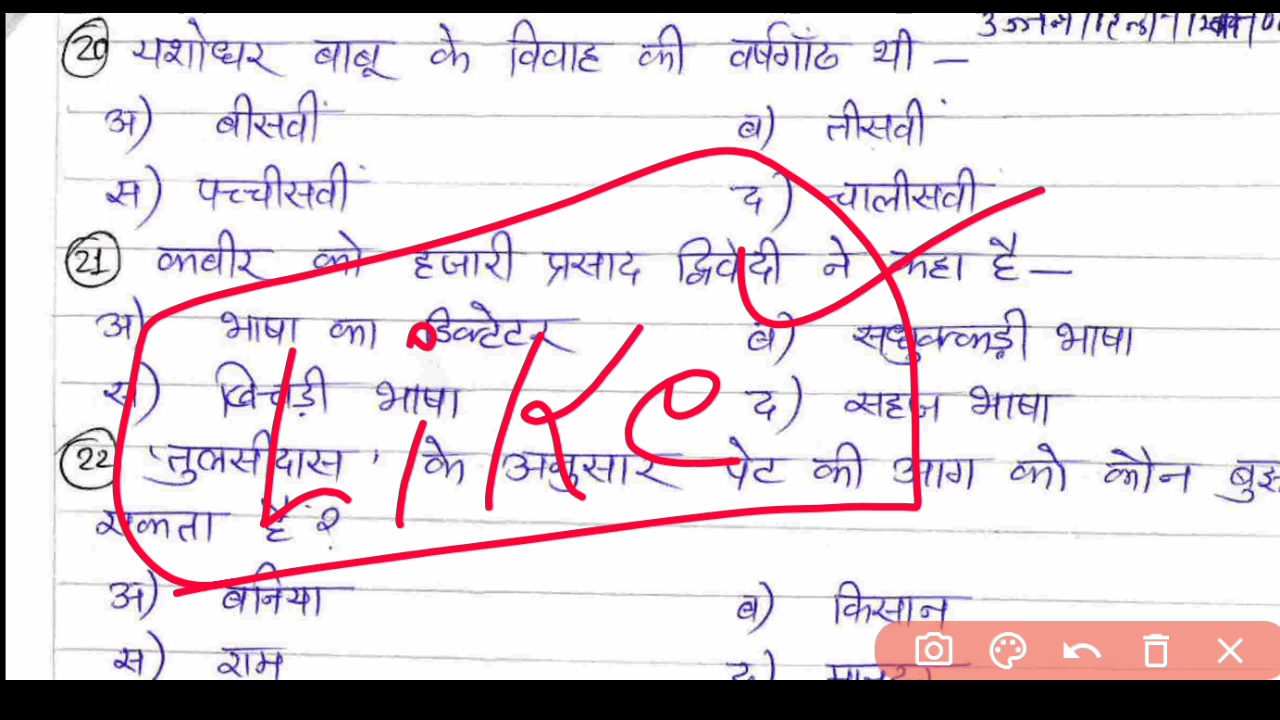 20 यशोधर बाबू के विवाह की वर्षगाँठ थी –
अ) बीसवीं ब) तीसवीं
स) पच्चीसवीं द) चालीसवीं
21 कबीर को हजारी प्रसाद द्विवेदी ने कहा है –
अ) भाषा का डिक्टेटर ब) सधुक्कड़ी भाषा
स) खिचड़ी भाषा द) सहज भाषा
Like
22 'तुलसीदास' के अनुसार पेट की आग को कौन
सकता है ?
अ) बनिया ब) किसान
स) राम द)